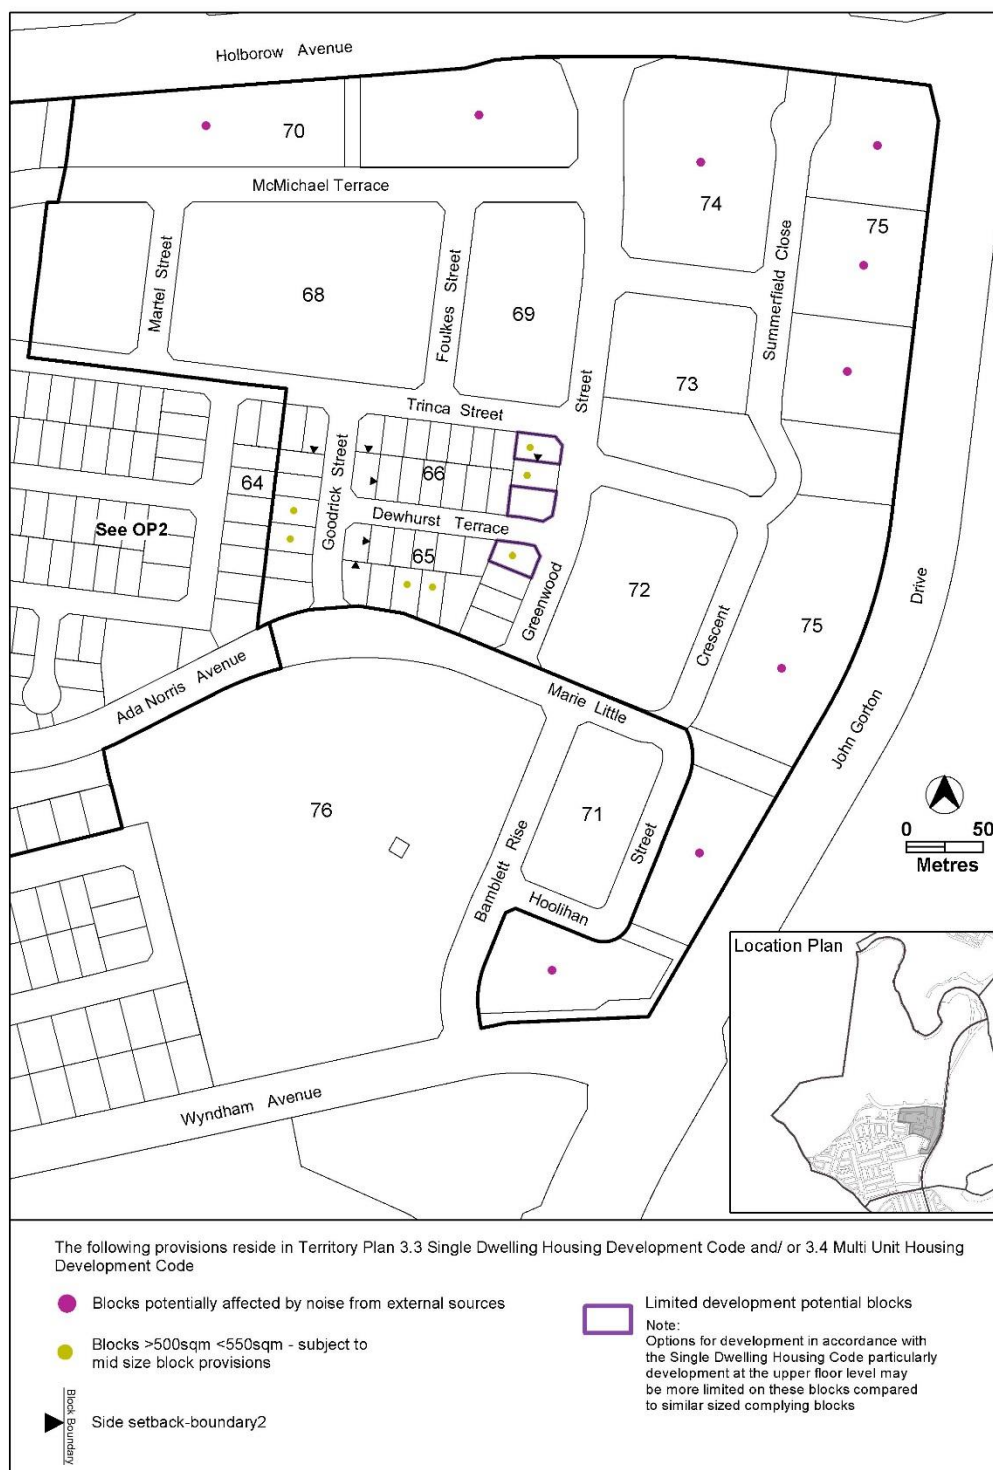 Holborow Avenue
70
McMichael Terrace
74
75
Martel Street
68
Foulkes Street
69
Summerfield Close
73
Street
Trinca Street
66
64
Goodrick Street
Dewhurst Terrace
See OP2
65
Greenwood
72
Crescent
75
Drive
Ada Norris Avenue
Marie Little
John Gorton
76
Bamblett Rise
71
Street
Hoolihan
0 50
Metres
Location Plan
Wyndham Avenue
The following provisions reside in Territory Plan 3.3 Single Dwelling Housing Development Code and/ or 3.4 Multi Unit Housing
Development Code
Blocks potentially affected by noise from external sources
Blocks >500sqm <550sqm - subject to
mid size block provisions
Block Boundary
Side setback-boundary2
Limited development potential blocks
Note:
Options for development in accordance with
the Single Dwelling Housing Code particularly
development at the upper floor level may
be more limited on these blocks compared
to similar sized complying blocks